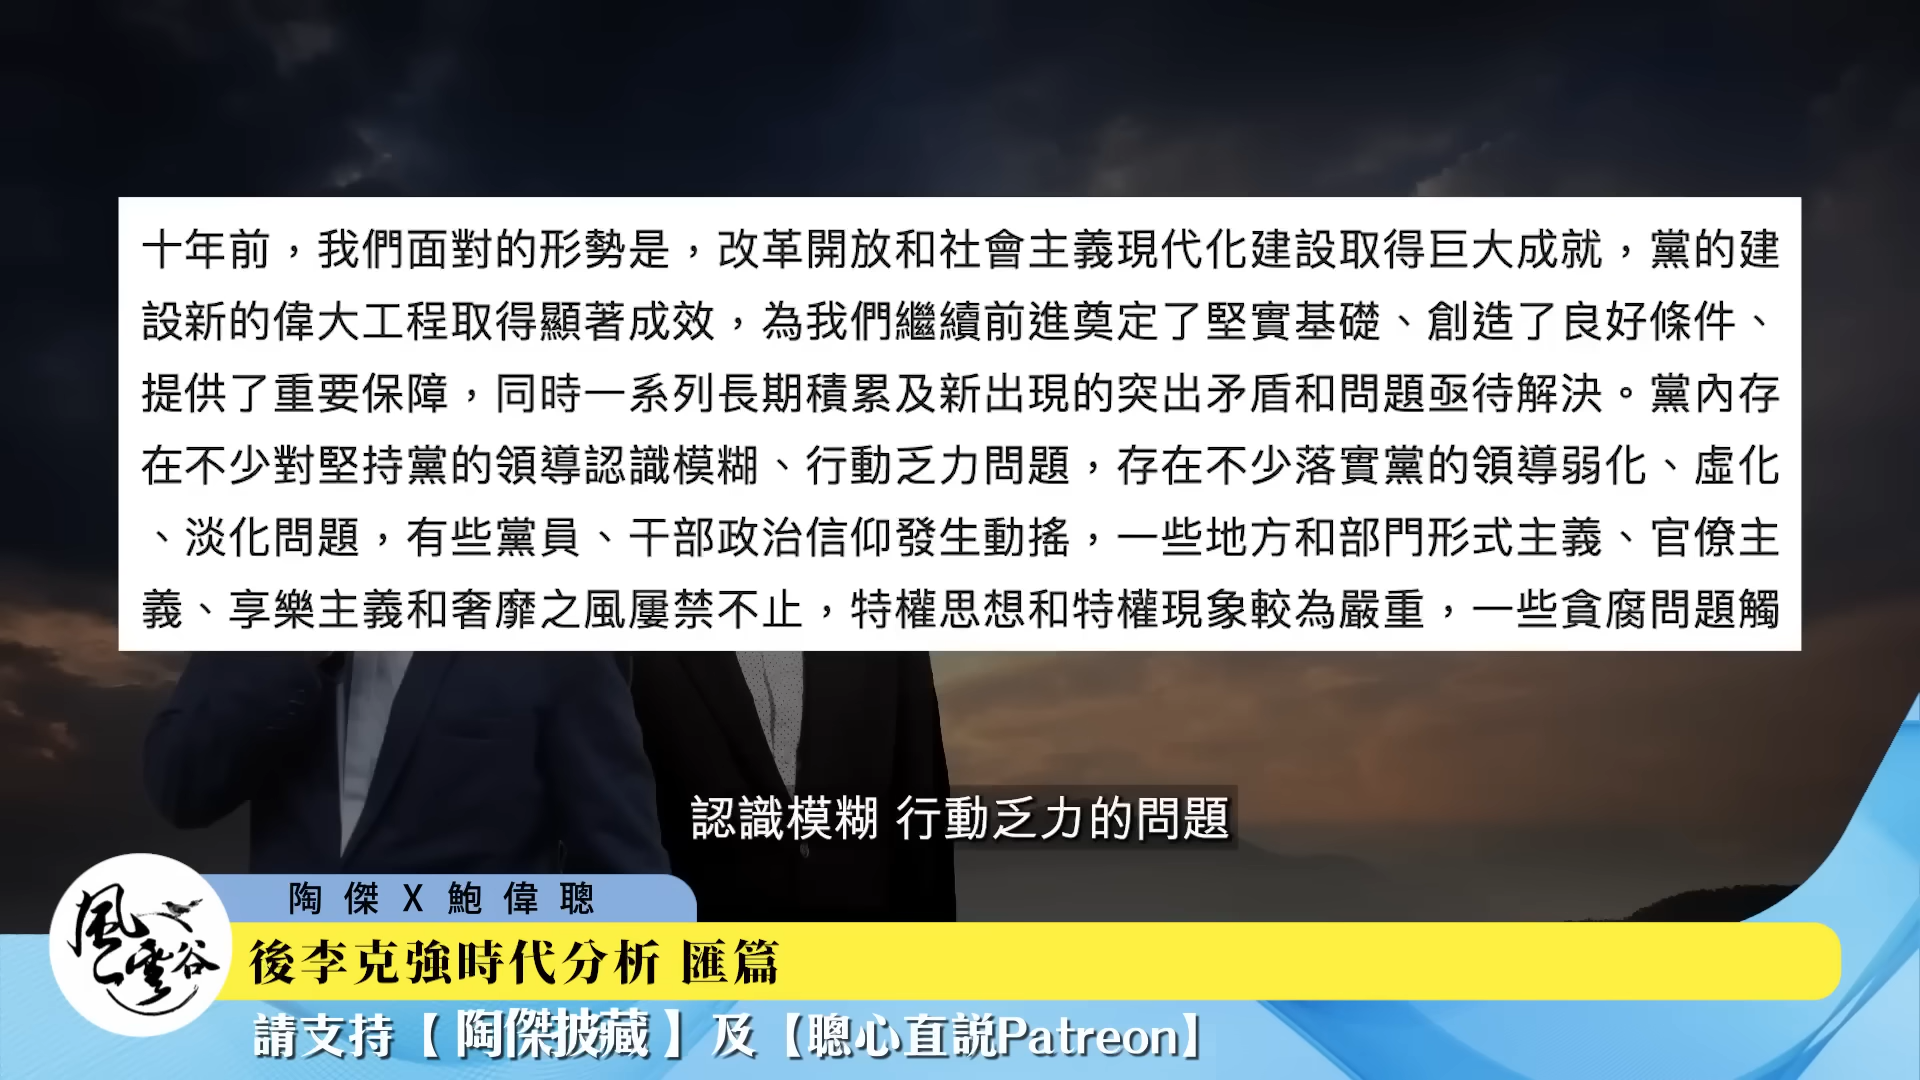 十年前，我們面對的形勢是，改革開放和社會主義現代化建設取得巨大成就，黨的建
設新的偉大工程取得顯著成效，為我們繼續前進奠定了堅實基礎、創造了良好條件、
提供了重要保障，同時一系列長期積累及新出現的突出矛盾和問題亟待解決。黨內存
在不少對堅持黨的領導認識模糊、行動乏力問題，存在不少落實黨的領導弱化、虛化
、淡化問題，有些黨員、干部政治信仰發生動搖，一些地方和部門形式主義、官僚主
義、享樂主義和奢靡之風屢禁不止，特權思想和特權現象較為嚴重，一些貪腐問題觸
認識模糊 行動乏力的問題
陶傑X鮑偉聰
風雲谷
後李克強時代分析 匯篇
請支持【陶傑披藏】及【聰心直説Patreon】